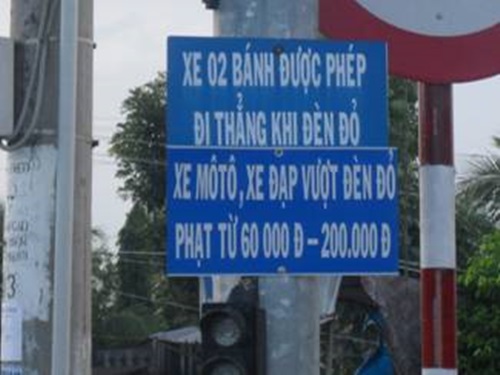 XE 02 BÁNH ĐƯỢC PHÉP
ĐI THẲNG KHI ĐÈN ĐỎ
XE MÔTÔ, XE ĐẠP VƯỢT ĐÈN ĐỎ
PHẠT TỪ 60 000 Đ – 200.000 Đ